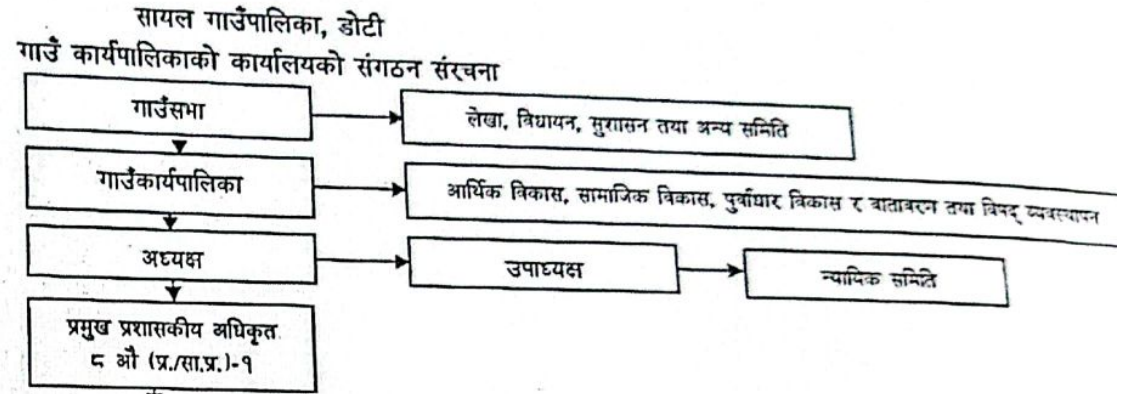 सायल गाउँपालिका, डोटी
गाउँ कार्यपालिकाको कार्यालयको संगठन संरचना
गाउँसभा
लेखा, विधायन, सुशासन तथा अन्य समिति
गाउँकार्यपालिका
आर्थिक विकास, सामाजिक विकास, पुर्वाधार विकास र वातावरण तथा विपद् व्यवस्थापन
अध्यक्ष
उपाध्यक्ष
न्यायिक समिति
प्रमुख प्रशासकीय अधिकृत
८ औ (प्र./सा.प्र.)-१